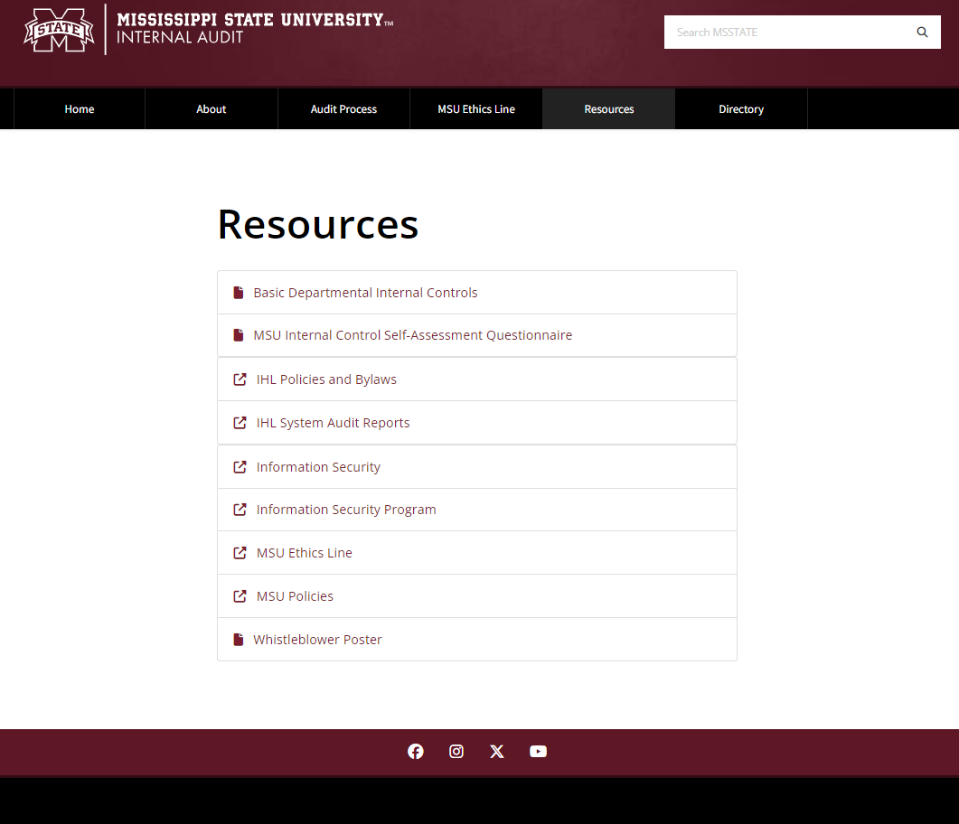 STATE
MISSISSIPPI STATE UNIVERSITY™
INTERNAL AUDIT
Search MSSTATE
Home
About
Audit Process
MSU Ethics Line
Resources
Directory
Resources
Basic Departmental Internal Controls
MSU Internal Control Self-Assessment Questionnaire
IHL Policies and Bylaws
IHL System Audit Reports
Information Security
Information Security Program
MSU Ethics Line
MSU Policies
Whistleblower Poster